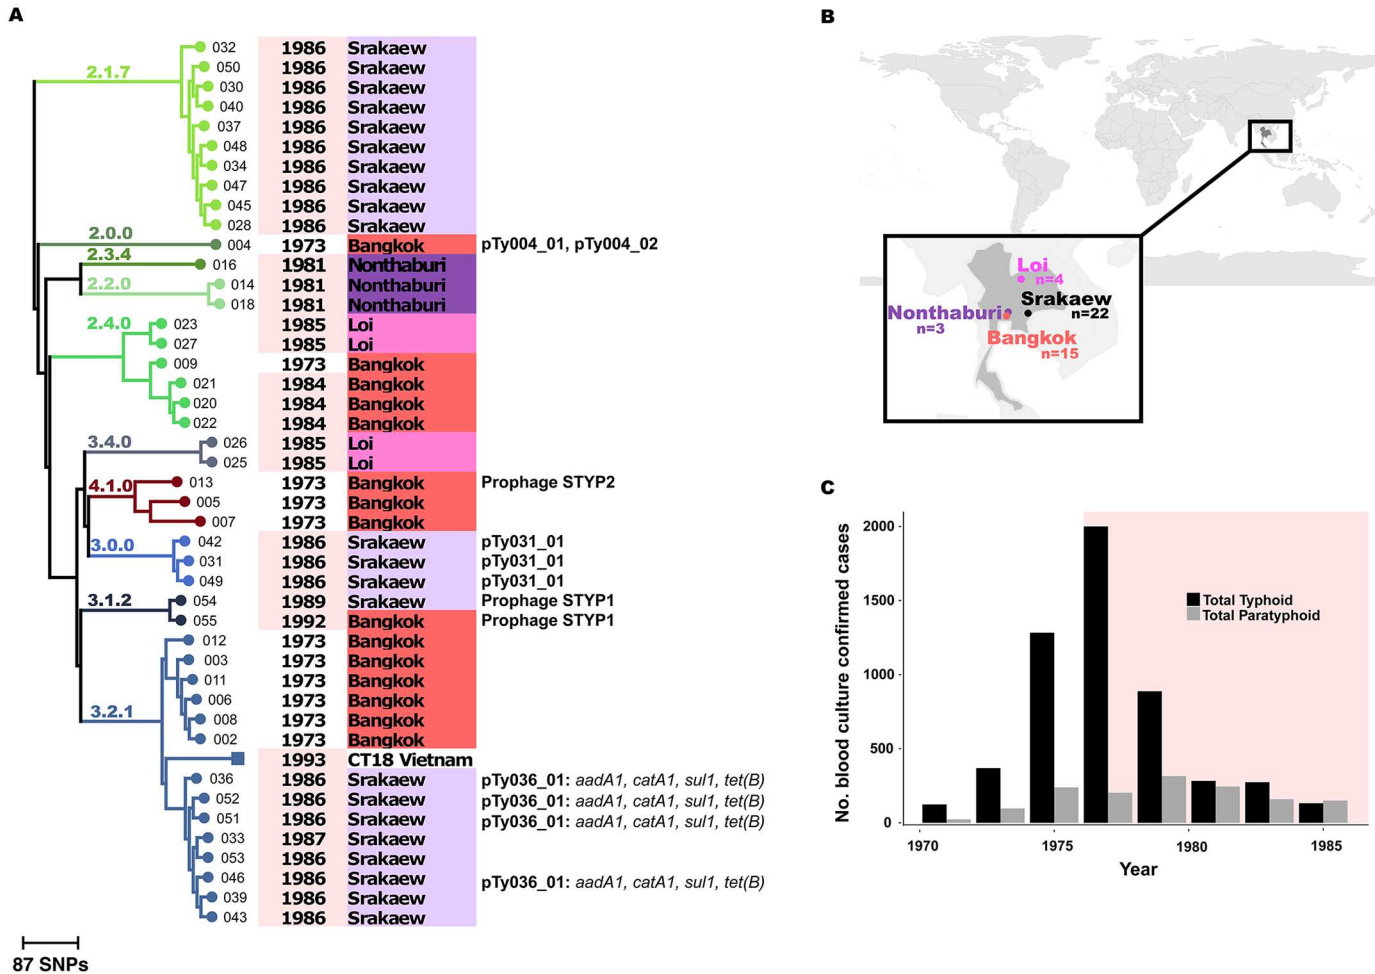 A
2.1.7
032 1986 Srakaew
050 1986 Srakaew
030 1986 Srakaew
040 1986 Srakaew
037 1986 Srakaew
048 1986 Srakaew
034 1986 Srakaew
047 1986 Srakaew
045 1986 Srakaew
028 1986 Srakaew
2.0.0
004 1973 Bangkok pTy004_01, pTy004_02
2.3.4
016 1981 Nonthaburi
2.2.0
014 1981 Nonthaburi
018 1981 Nonthaburi
2.4.0
023 1985 Loi
027 1985 Loi
009 1973 Bangkok
021 1984 Bangkok
020 1984 Bangkok
022 1984 Bangkok
3.4.0
026 1985 Loi
025 1985 Loi
4.1.0
013 1973 Bangkok Prophage STYP2
005 1973 Bangkok
007 1973 Bangkok
3.0.0
042 1986 Srakaew pTy031_01
031 1986 Srakaew pTy031_01
049 1986 Srakaew pTy031_01
3.1.2
054 1989 Srakaew Prophage STYP1
055 1992 Bangkok Prophage STYP1
3.2.1
012 1973 Bangkok
003 1973 Bangkok
011 1973 Bangkok
006 1973 Bangkok
008 1973 Bangkok
002 1973 Bangkok
1993 CT18 Vietnam
036 1986 Srakaew pTy036_01: aadA1, catA1, sul1, tet(B)
052 1986 Srakaew pTy036_01: aadA1, catA1, sul1, tet(B)
051 1986 Srakaew pTy036_01: aadA1, catA1, sul1, tet(B)
033 1987 Srakaew
053 1986 Srakaew
046 1986 Srakaew pTy036_01: aadA1, catA1, sul1, tet(B)
039 1986 Srakaew
043 1986 Srakaew
87 SNPs
B
Loi
n=4
Srakaew
n=22
Nonthaburi
n=3
Bangkok
n=15
C
No. blood culture confirmed cases
2000
1500
1000
500
0
Total Typhoid
Total Paratyphoid
1970 1975 1980 1985
Year